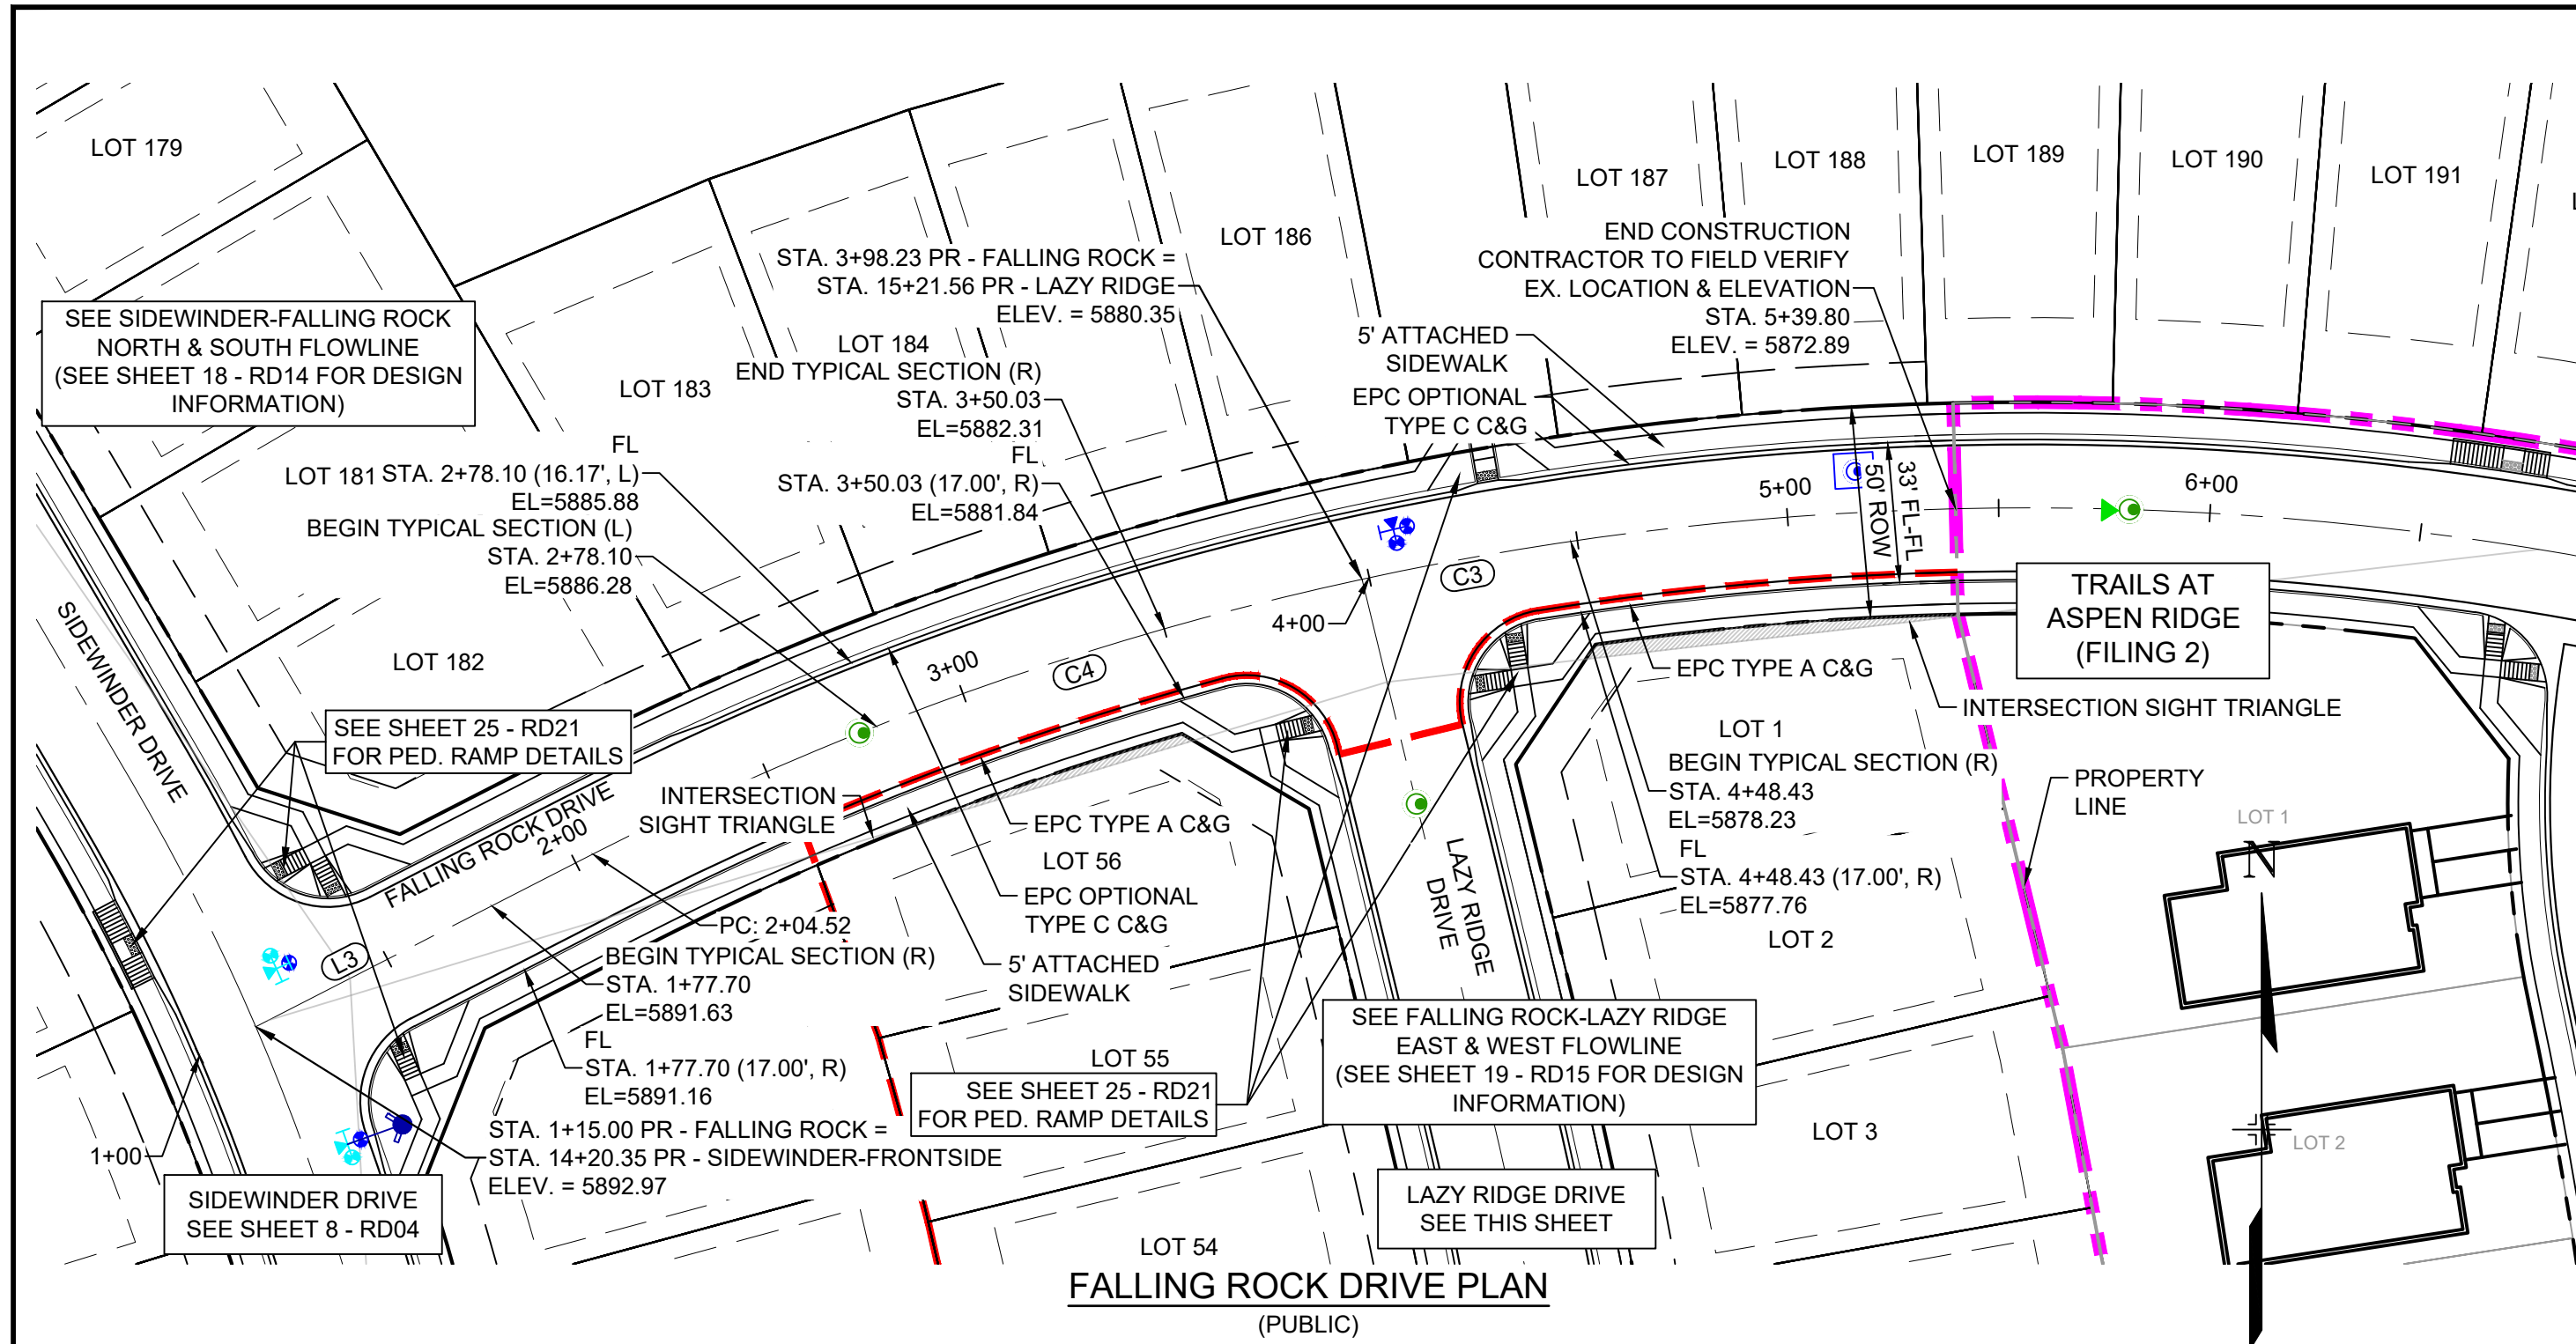 LOT 179
LOT 187
LOT 188
LOT 189
LOT 190
LOT 191
LOT 186
STA. 3+98.23 PR - FALLING ROCK =
STA. 15+21.56 PR - LAZY RIDGE
ELEV. = 5880.35
END CONSTRUCTION
CONTRACTOR TO FIELD VERIFY
EX. LOCATION & ELEVATION
STA. 5+39.80
ELEV. = 5872.89
SEE SIDEWINDER-FALLING ROCK
NORTH & SOUTH FLOWLINE
(SEE SHEET 18 - RD14 FOR DESIGN
INFORMATION)
LOT 184
LOT 183
END TYPICAL SECTION (R)
STA. 3+50.03
EL=5882.31
FL
STA. 3+50.03 (17.00', R)
EL=5881.84
5' ATTACHED
SIDEWALK
EPC OPTIONAL
TYPE C C&G
LOT 181
FL
STA. 2+78.10 (16.17', L)
EL=5885.88
BEGIN TYPICAL SECTION (L)
STA. 2+78.10
EL=5886.28
5+00
50' ROW
33' FL-FL
6+00
TRAILS AT
ASPEN RIDGE
(FILING 2)
C3
4+00
C4
3+00
LOT 182
SIDEWINDER DRIVE
SEE SHEET 25 - RD21
FOR PED. RAMP DETAILS
FALLING ROCK DRIVE
2+00
INTERSECTION
SIGHT TRIANGLE
EPC TYPE A C&G
LOT 56
EPC OPTIONAL
TYPE C C&G
5' ATTACHED
SIDEWALK
EPC TYPE A C&G
INTERSECTION SIGHT TRIANGLE
LOT 1
BEGIN TYPICAL SECTION (R)
STA. 4+48.43
EL=5878.23
FL
STA. 4+48.43 (17.00', R)
EL=5877.76
LOT 2
PROPERTY
LINE
LOT 1
N
LAZY RIDGE
DRIVE
PC: 2+04.52
BEGIN TYPICAL SECTION (R)
STA. 1+77.70
EL=5891.63
FL
STA. 1+77.70 (17.00', R)
EL=5891.16
L3
STA. 1+15.00 PR - FALLING ROCK =
STA. 14+20.35 PR - SIDEWINDER-FRONTSIDE
ELEV. = 5892.97
1+00
SIDEWINDER DRIVE
SEE SHEET 8 - RD04
LOT 55
SEE SHEET 25 - RD21
FOR PED. RAMP DETAILS
SEE FALLING ROCK-LAZY RIDGE
EAST & WEST FLOWLINE
(SEE SHEET 19 - RD15 FOR DESIGN
INFORMATION)
LOT 3
LOT 2
LAZY RIDGE DRIVE
SEE THIS SHEET
LOT 54
FALLING ROCK DRIVE PLAN
(PUBLIC)